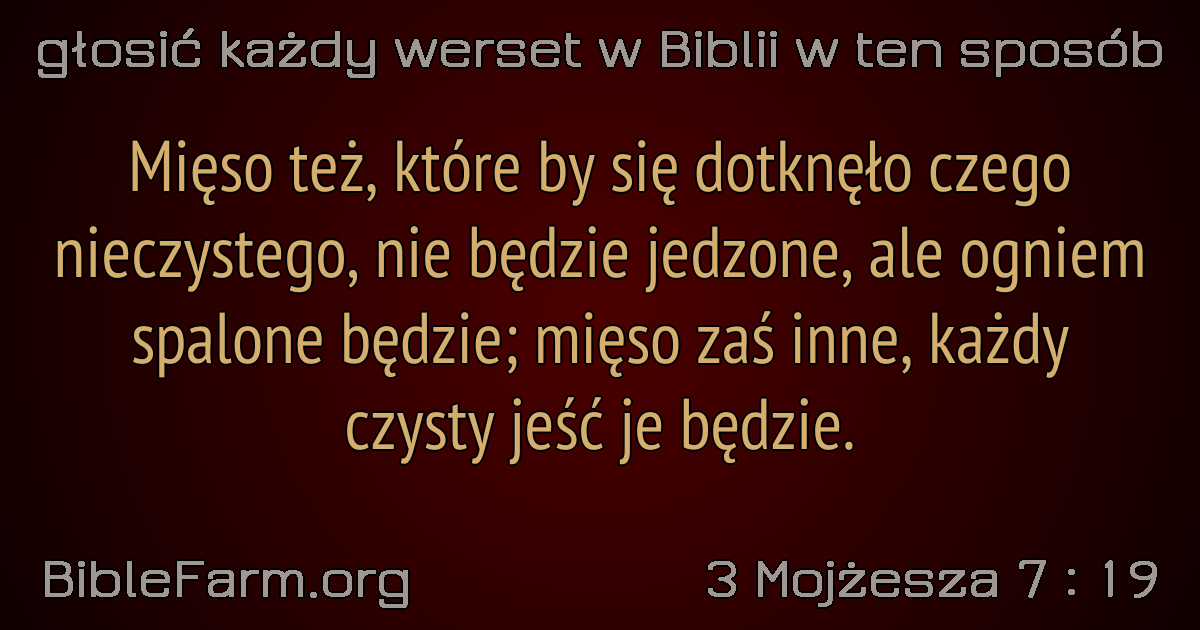 głosić każdy werset w Biblii w ten sposób
Mięso też, które by się dotknęło czego
nieczystego, nie będzie jedzone, ale ogniem
spalone będzie; mięso zaś inne, każdy
czysty jeść je będzie.
BibleFarm.org
3 Mojżesza 7 : 19